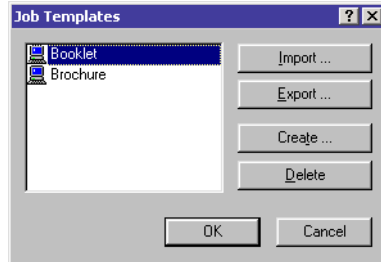 Job Templates
Booklet
Brochure
Import ...
Export ...
Create ...
Delete
OK
Cancel